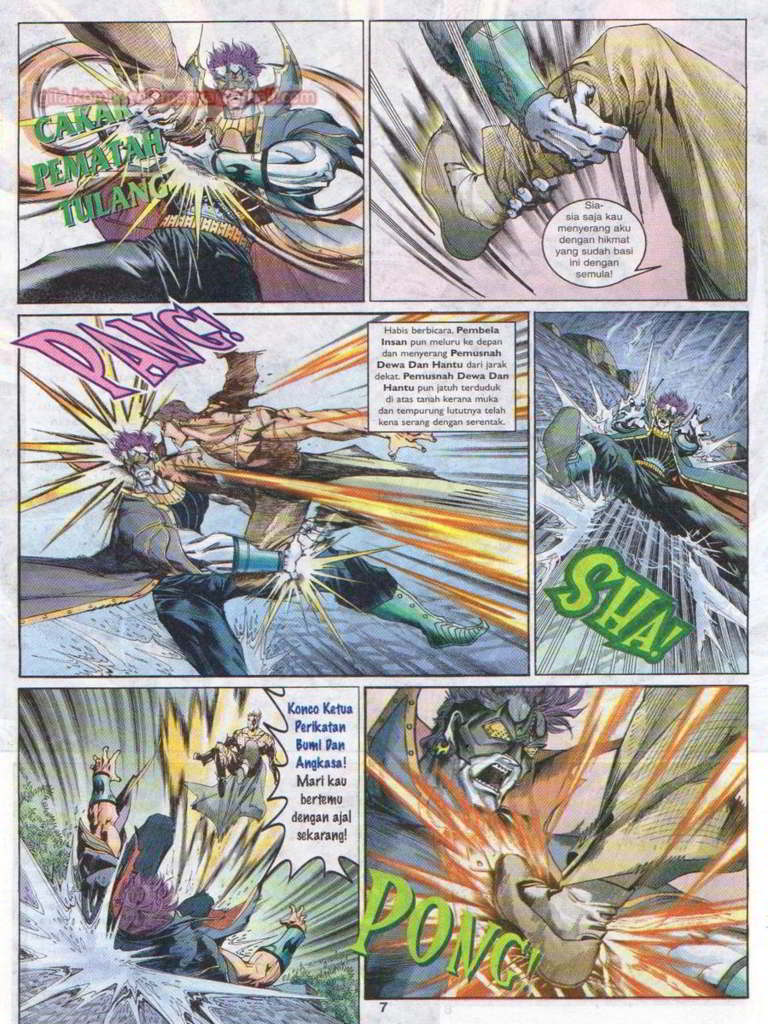 CAKAR
PEMATAH
TULANG
Sia-
sia saja kau
menyerang aku
dengan hikmat
yang sudah basi
ini dengan
semula!
PANG!
Habis berbicara, Pembela
Insan pun meluru ke depan
dan menyerang Pemusnah
Dewa Dan Hantu dari jarak
dekat. Pemusnah Dewa Dan
Hantu pun jatuh terduduk
di atas tanah kerana muka
dan tempurung lututnya telah
kena serang dengan serentak.
SHA!
Konco Ketua
Perikatan
Bumi Dan
Angkasa!
Mari kau
bertemu
dengan ajal
sekarang!
PONG!
7